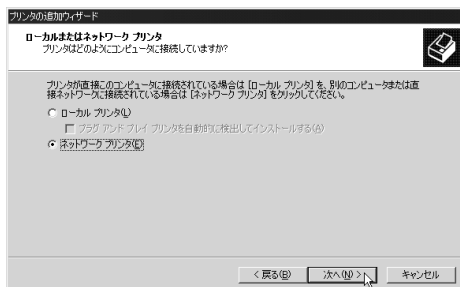 プリンタの追加ウィザード
ローカルまたはネットワーク プリンタ
プリンタはどのようにコンピュータに接続していますか?
プリンタが直接このコンピュータに接続されている場合は [ローカル プリンタ] を、別のコンピュータまたは直
接ネットワークに接続されている場合は [ネットワーク プリンタ] をクリックしてください。
ローカル プリンタ(L)
プラグ アンド プレイ プリンタを自動的に検出してインストールする(A)
ネットワーク プリンタ(E)
< 戻る(B)
次へ(N) >
キャンセル